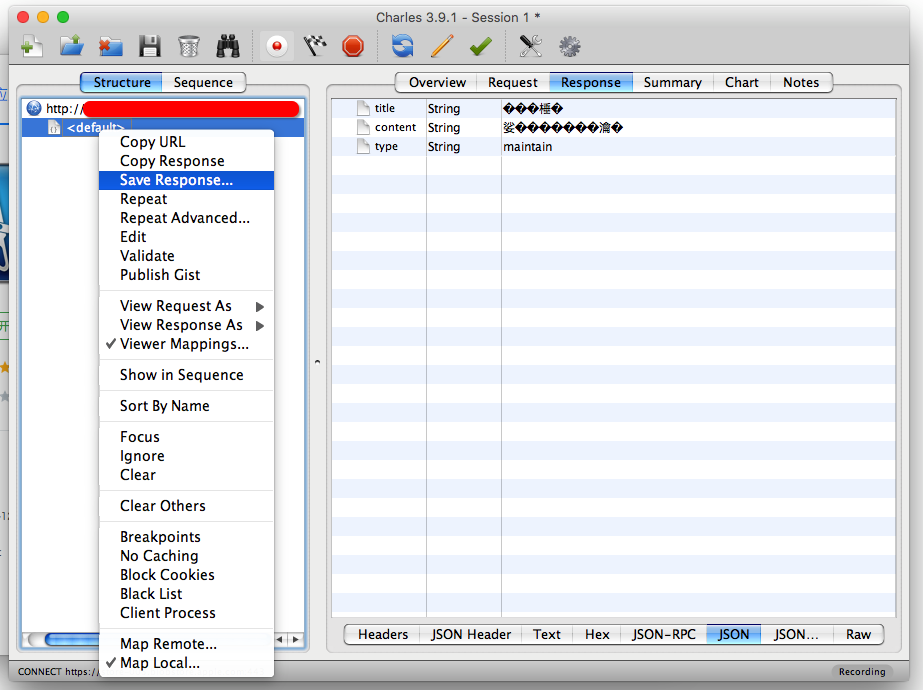 Charles 3.9.1 - Session 1 *
Structure Sequence
Overview Request Response Summary Chart Notes
http://
<default>
title String ���棰�
content String 娑�������瀹�
type String maintain
Copy URL
Copy Response
Save Response...
Repeat
Repeat Advanced...
Edit
Validate
Publish Gist
View Request As
View Response As
Viewer Mappings...
Show in Sequence
Sort By Name
Focus
Ignore
Clear
Clear Others
Breakpoints
No Caching
Block Cookies
Black List
Client Process
Map Remote...
Map Local...
Headers JSON Header Text Hex JSON-RPC JSON JSON... Raw
CONNECT https:/
Recording